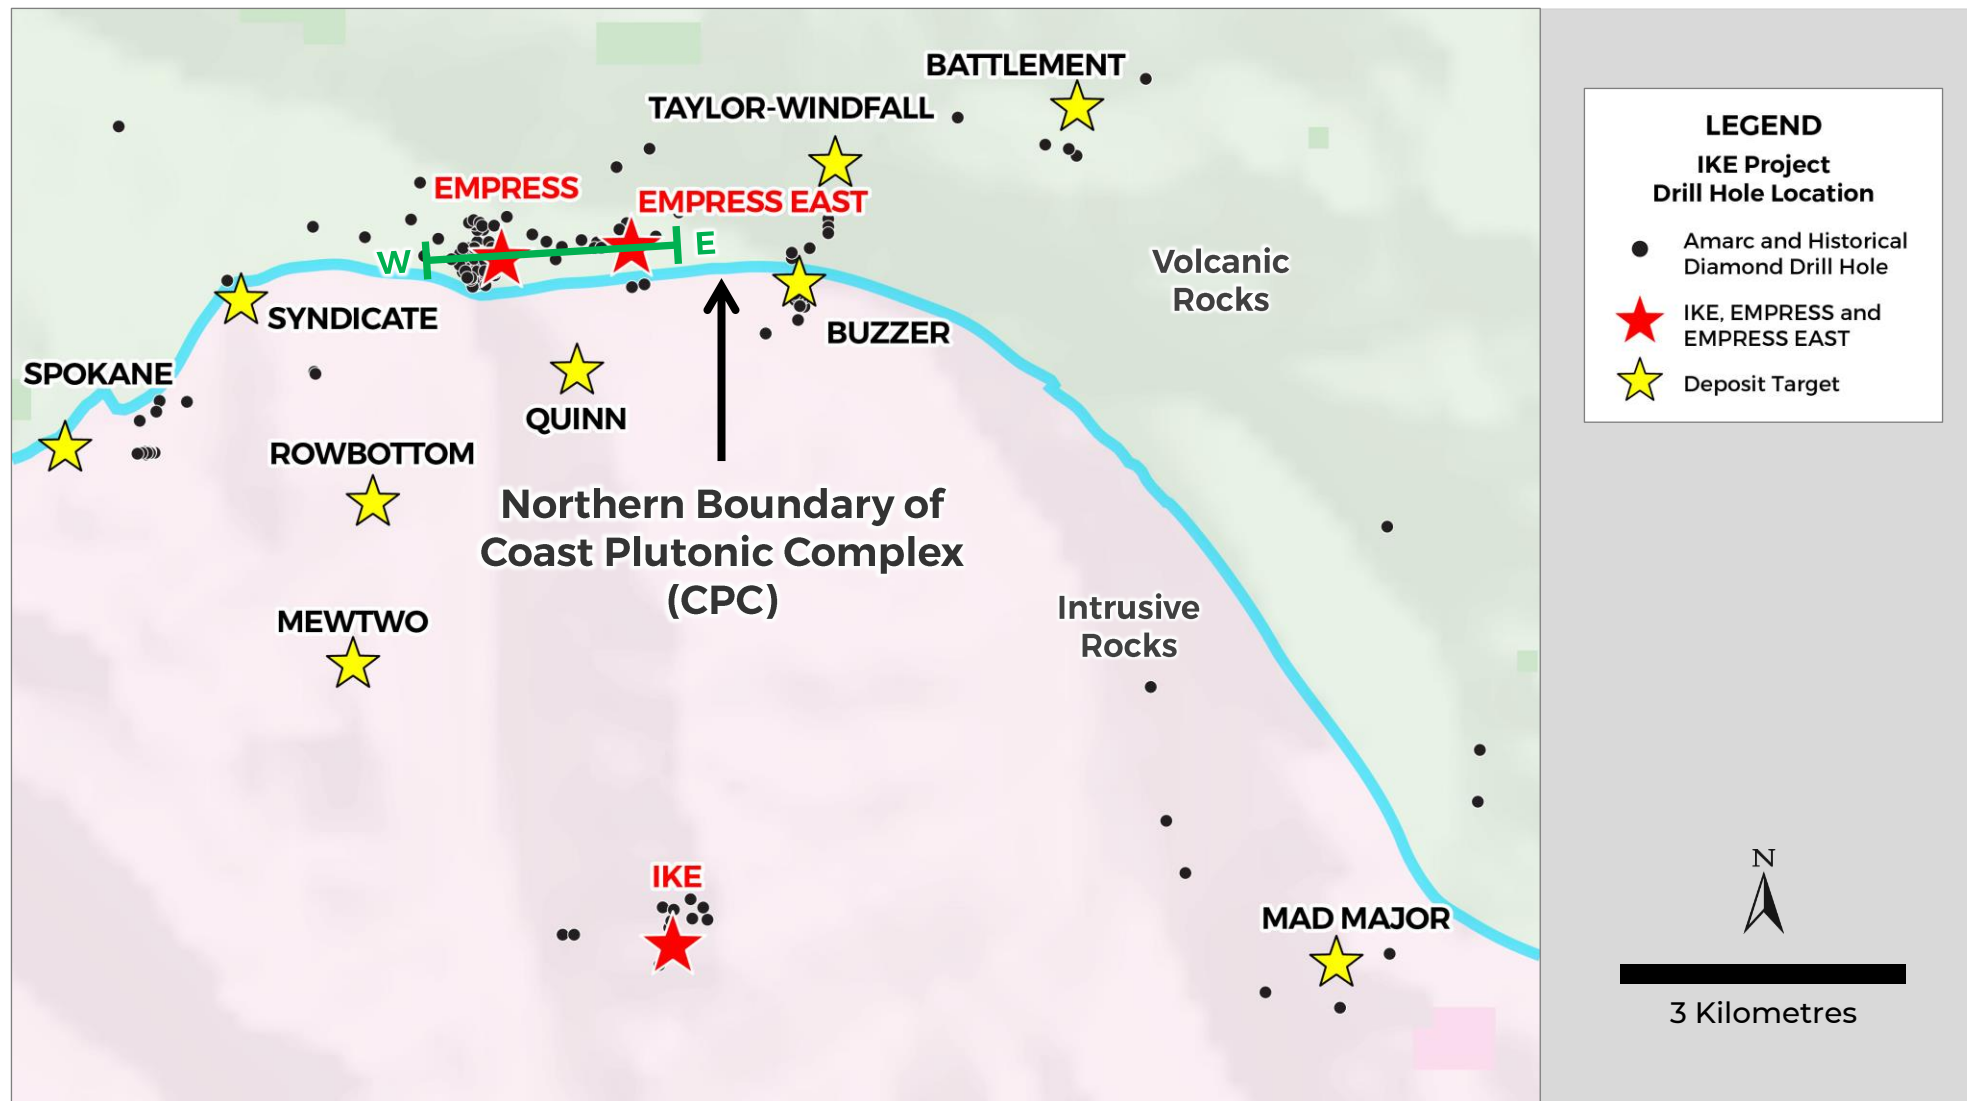 BATTLEMENT
TAYLOR-WINDFALL
EMPRESS
EMPRESS EAST
W
E
Volcanic
Rocks
SYNDICATE
BUZZER
SPOKANE
QUINN
ROWBOTTOM
Northern Boundary of
Coast Plutonic Complex
(CPC)
Intrusive
Rocks
MEWTWO
IKE
MAD MAJOR
LEGEND
IKE Project
Drill Hole Location
Amarc and Historical
Diamond Drill Hole
IKE, EMPRESS and
EMPRESS EAST
Deposit Target
N
3 Kilometres